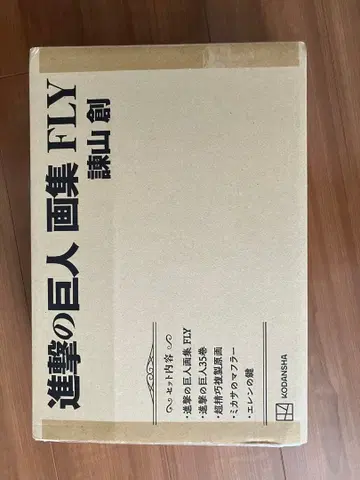 進撃の巨人 画集 FLY
諫山 創
セット内容
・進撃の巨人画集 FLY
・進撃の巨人35巻
・超精巧複製原画
・ミカサのマフラー
・エレンの鍵
KODANSHA